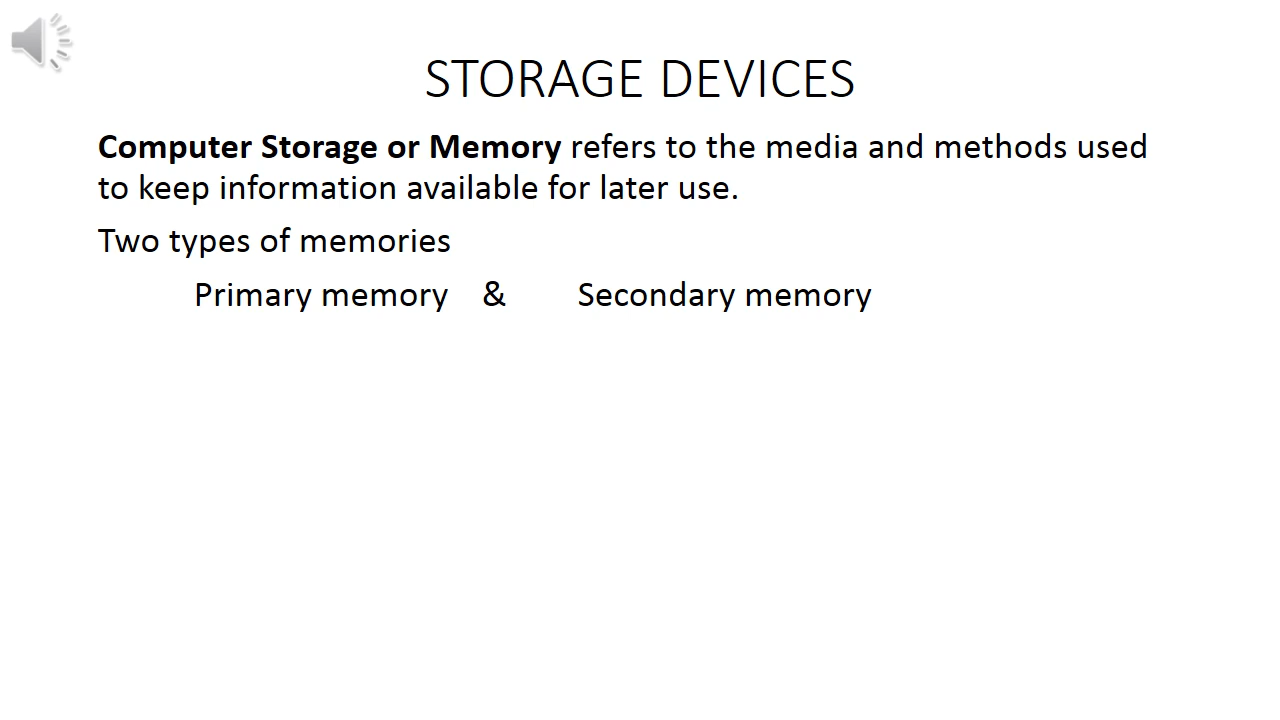 STORAGE DEVICES
Computer Storage or Memory refers to the media and methods used
to keep information available for later use.
Two types of memories
Primary memory & Secondary memory